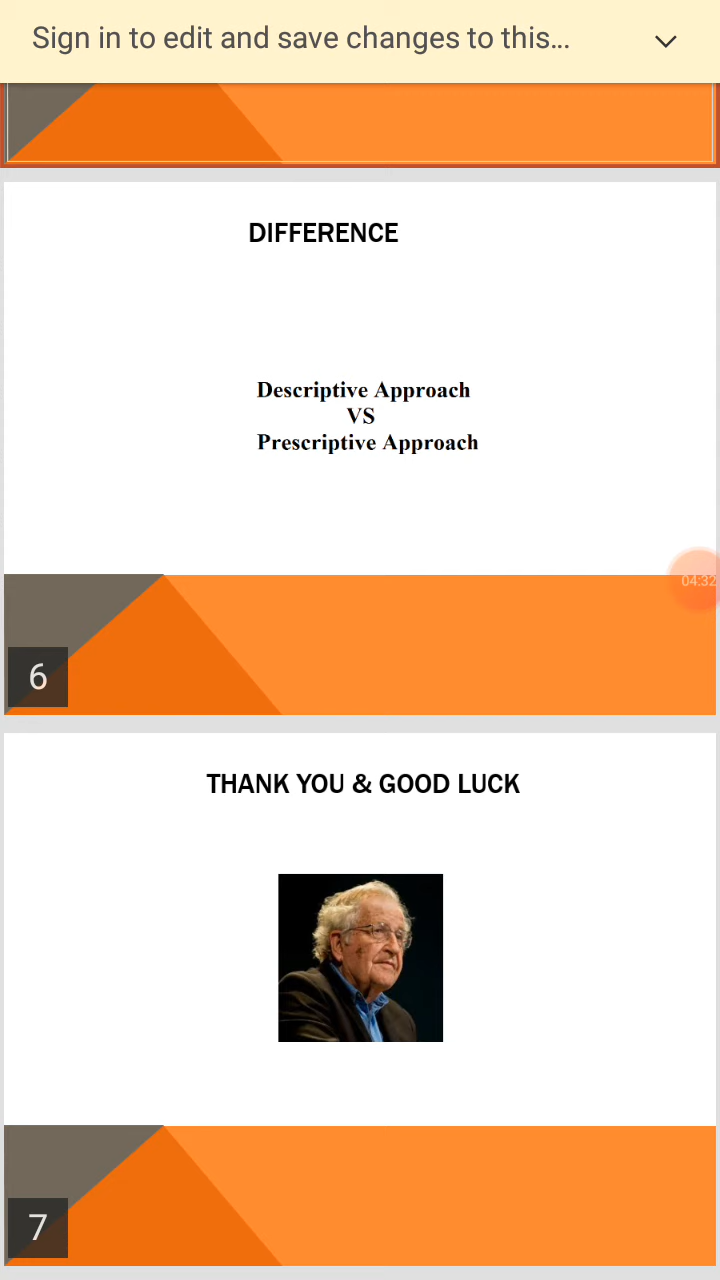 Sign in to edit and save changes to this...
DIFFERENCE
Descriptive Approach
VS
Prescriptive Approach
04:32
6
THANK YOU & GOOD LUCK
7